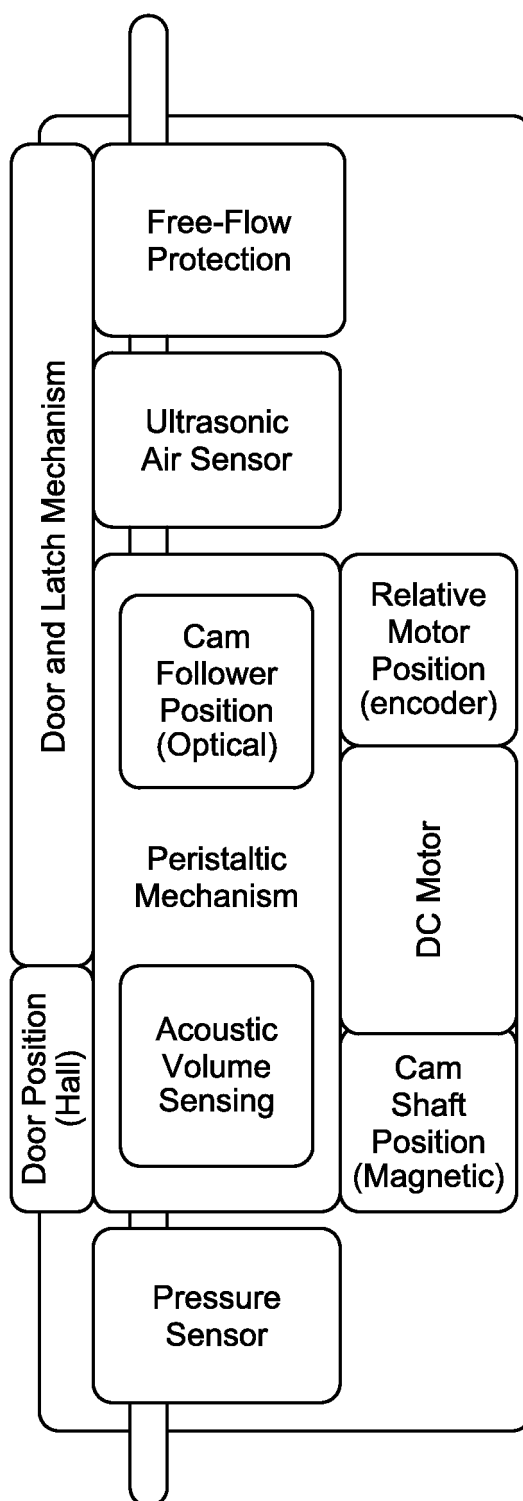 Free-Flow
Protection
Ultrasonic
Air Sensor
Door and Latch Mechanism
Cam
Follower
Position
(Optical)
Relative
Motor
Position
(encoder)
Peristaltic
Mechanism
DC Motor
Door Position
(Hall)
Acoustic
Volume
Sensing
Cam
Shaft
Position
(Magnetic)
Pressure
Sensor